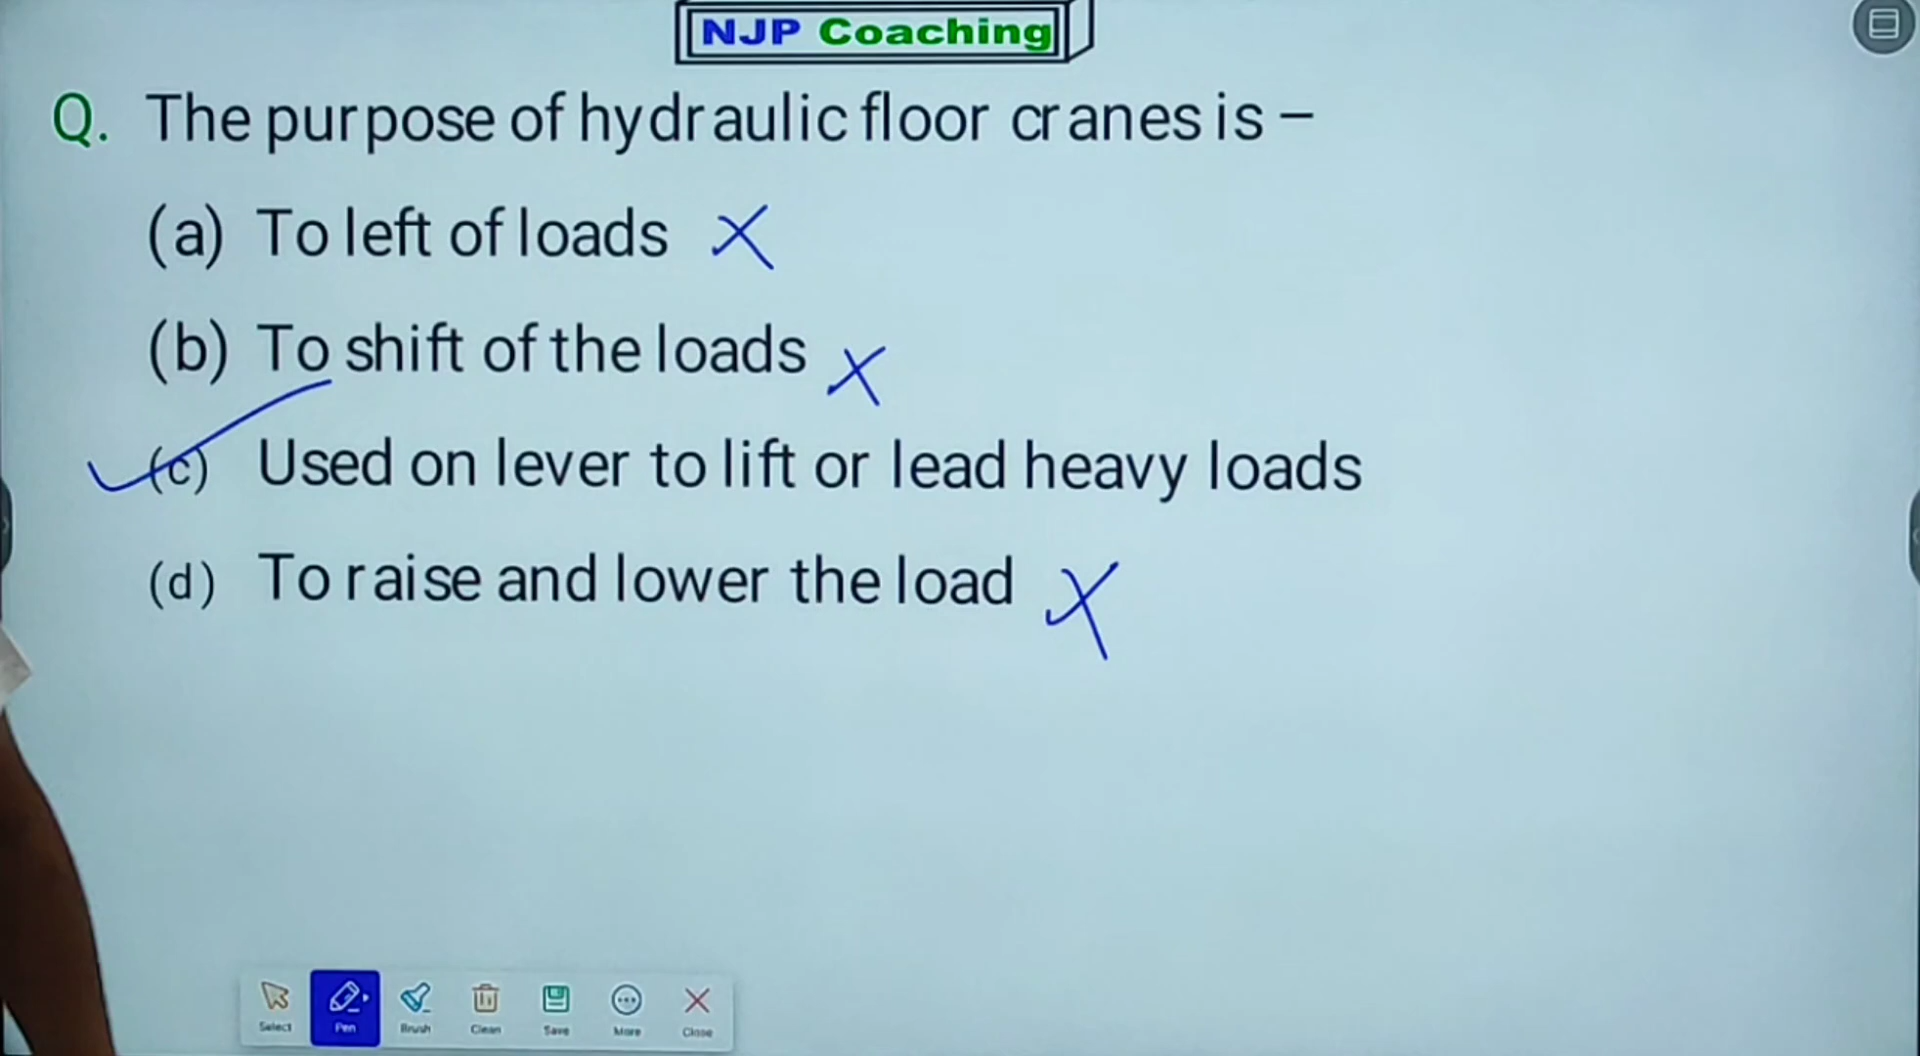 NJP Coaching
Q. The purpose of hydraulic floor cranes is –
(a) To left of loads
(b) To shift of the loads
(c) Used on lever to lift or lead heavy loads
(d) To raise and lower the load
Select Pen Brush Clean Save More Close